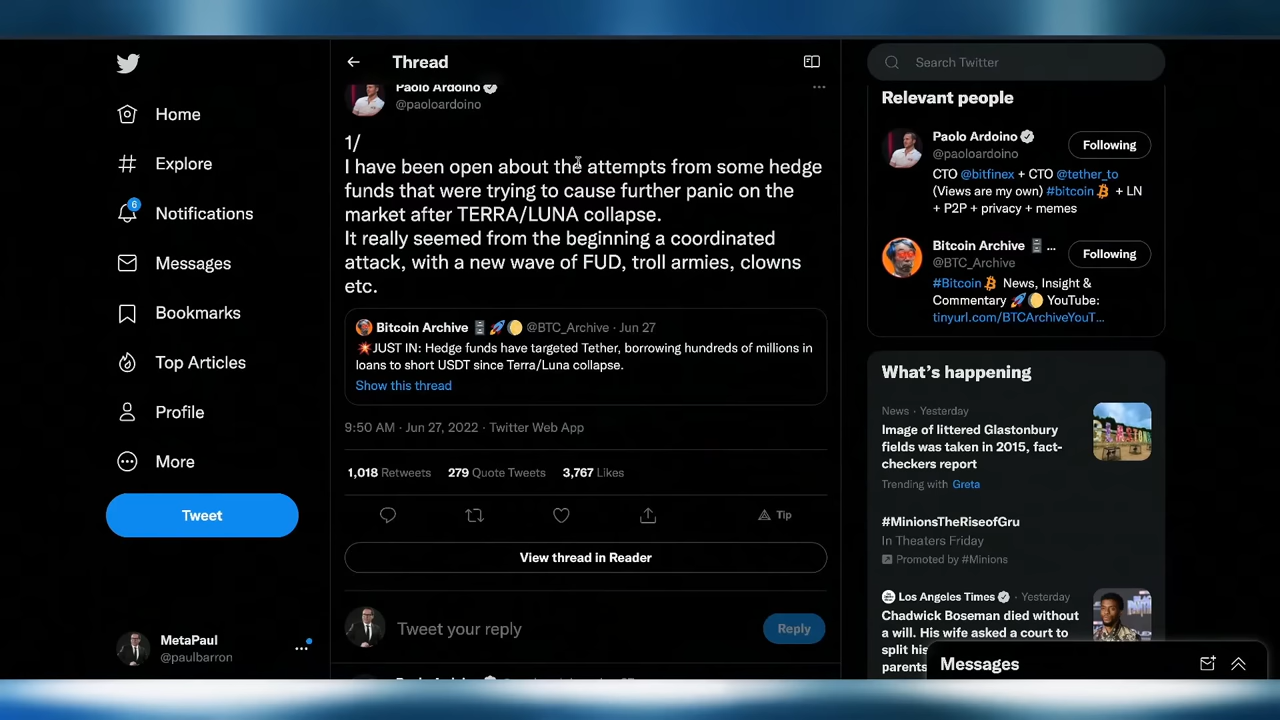 Home
Explore
6
Notifications
Messages
Bookmarks
Top Articles
Profile
More
Tweet
MetaPaul
@paulbarron
Thread
Paolo Ardoino
@paoloardoino
1/
I have been open about the attempts from some hedge
funds that were trying to cause further panic on the
market after TERRA/LUNA collapse.
It really seemed from the beginning a coordinated
attack, with a new wave of FUD, troll armies, clowns
etc.
Bitcoin Archive 🗄️ 🚀 🌔 @BTC_Archive · Jun 27
💥JUST IN: Hedge funds have targeted Tether, borrowing hundreds of millions in
loans to short USDT since Terra/Luna collapse.
Show this thread
9:50 AM · Jun 27, 2022 · Twitter Web App
1,018 Retweets 279 Quote Tweets 3,767 Likes
Tip
View thread in Reader
Tweet your reply
Reply
Search Twitter
Relevant people
Paolo Ardoino
@paoloardoino
Following
CTO @bitfinex + CTO @tether_to
(Views are my own) #bitcoin + LN
+ P2P + privacy + memes
Bitcoin Archive 🗄️ ...
@BTC_Archive
Following
#Bitcoin News, Insight &
Commentary 🚀🌔 YouTube:
tinyurl.com/BTCArchiveYouT...
What's happening
News · Yesterday
Image of littered Glastonbury
fields was taken in 2015, fact-
checkers report
Trending with Greta
#MinionsTheRiseofGru
In Theaters Friday
Promoted by #Minions
Los Angeles Times · Yesterday
Chadwick Boseman died without
a will. His wife asked a court to
split his
parents
Messages